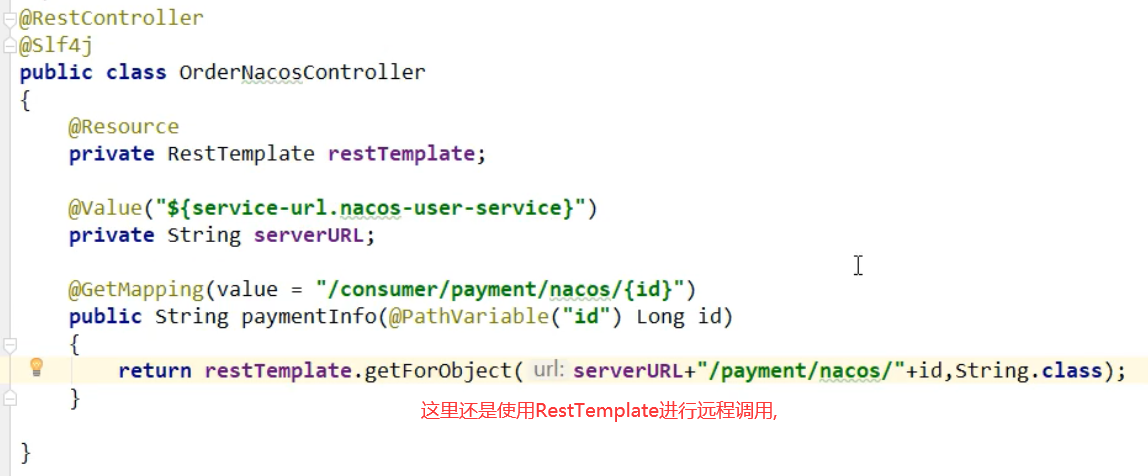 @RestController
@Slf4j
public class OrderNacosController
{
    @Resource
    private RestTemplate restTemplate;
    @Value("${service-url.nacos-user-service}")
    private String serverURL;
    @GetMapping(value = "/consumer/payment/nacos/{id}")
    public String paymentInfo(@PathVariable("id") Long id)
    {
        return restTemplate.getForObject( url: serverURL+"/payment/nacos/"+id,String.class);
    }
这里还是使用RestTemplate进行远程调用,
}